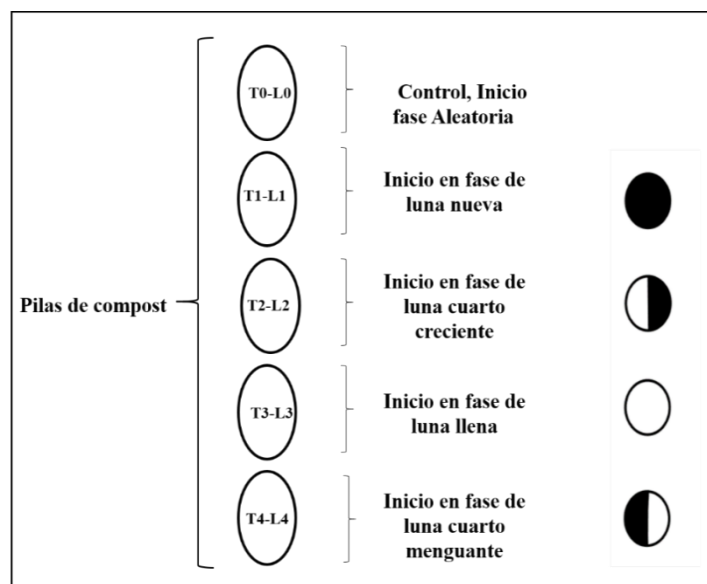 T0-L0
Control, Inicio
fase Aleatoria
T1-L1
Inicio en fase de
luna nueva
Pilas de compost
T2-L2
Inicio en fase de
luna cuarto
creciente
T3-L3
Inicio en fase de
luna llena
T4-L4
Inicio en fase de
luna cuarto
menguante